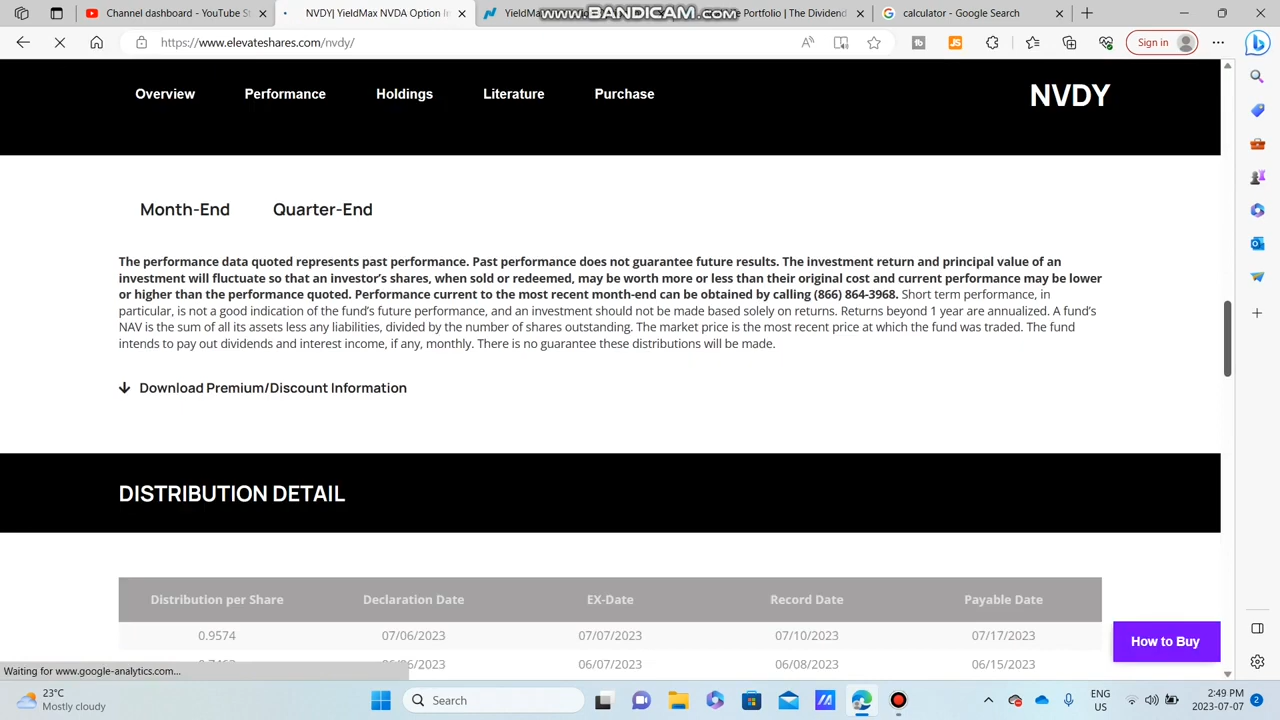 Channel dashboard - YouTube St
NVDY| YieldMax NVDA Option In
YieldM
www.BANDICAM.com
e Portfolio | The Dividend
calculator - Google Search
https://www.elevateshares.com/nvdy/
Sign in
Overview
Performance
Holdings
Literature
Purchase
NVDY
Month-End
Quarter-End
The performance data quoted represents past performance. Past performance does not guarantee future results. The investment return and principal value of an
investment will fluctuate so that an investor's shares, when sold or redeemed, may be worth more or less than their original cost and current performance may be lower
or higher than the performance quoted. Performance current to the most recent month-end can be obtained by calling (866) 864-3968. Short term performance, in
particular, is not a good indication of the fund's future performance, and an investment should not be made based solely on returns. Returns beyond 1 year are annualized. A fund's
NAV is the sum of all its assets less any liabilities, divided by the number of shares outstanding. The market price is the most recent price at which the fund was traded. The fund
intends to pay out dividends and interest income, if any, monthly. There is no guarantee these distributions will be made.
Download Premium/Discount Information
DISTRIBUTION DETAIL
Distribution per Share Declaration Date EX-Date Record Date Payable Date
0.9574 07/06/2023 07/07/2023 07/10/2023 07/17/2023
06/07/2023 06/08/2023 06/15/2023
How to Buy
Waiting for www.google-analytics.com...
23°C
Mostly cloudy
Search
ENG
US
2:49 PM
2023-07-07
2